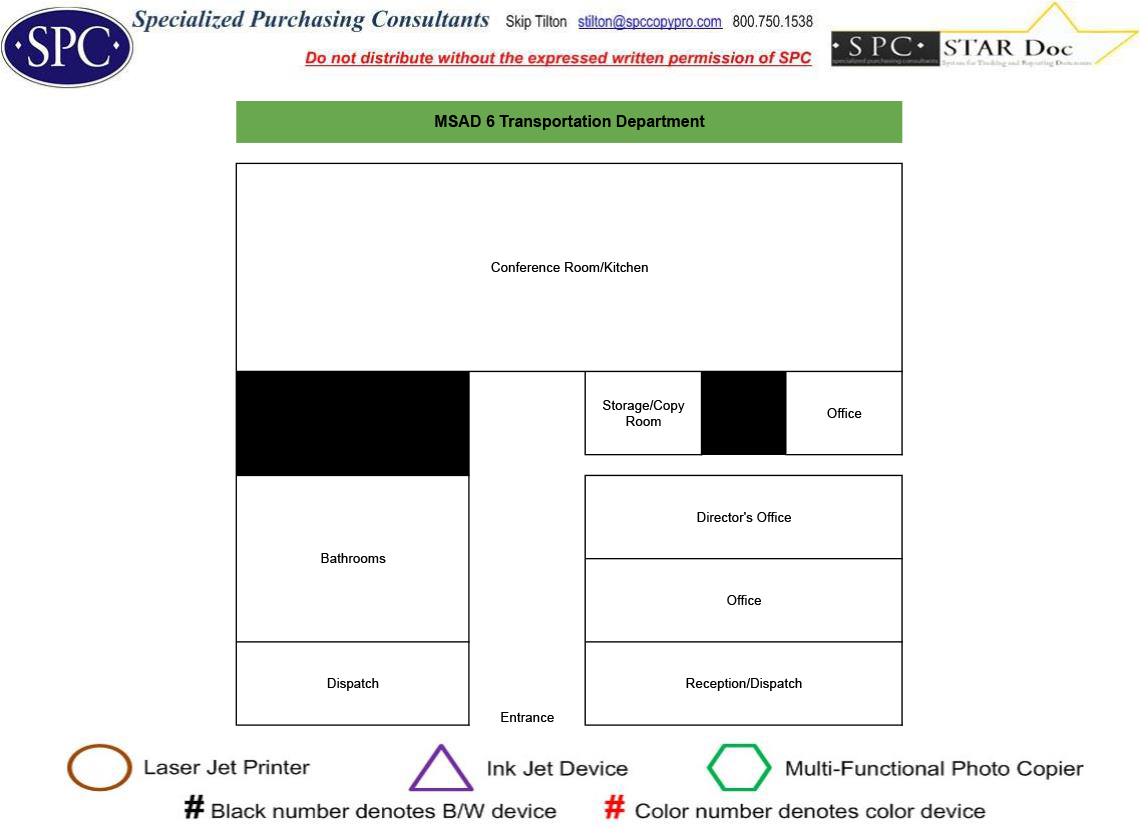 ·SPC·
Specialized Purchasing Consultants Skip Tilton stilton@spccopypro.com 800.750.1538
Do not distribute without the expressed written permission of SPC
·SPC· STAR Doc
specialized purchasing consultants System for Tracking and Reporting Documents
MSAD 6 Transportation Department
Conference Room/Kitchen
Storage/Copy
Room
Office
Director's Office
Bathrooms
Office
Dispatch
Reception/Dispatch
Entrance
Laser Jet Printer
Ink Jet Device
Multi-Functional Photo Copier
# Black number denotes B/W device
# Color number denotes color device